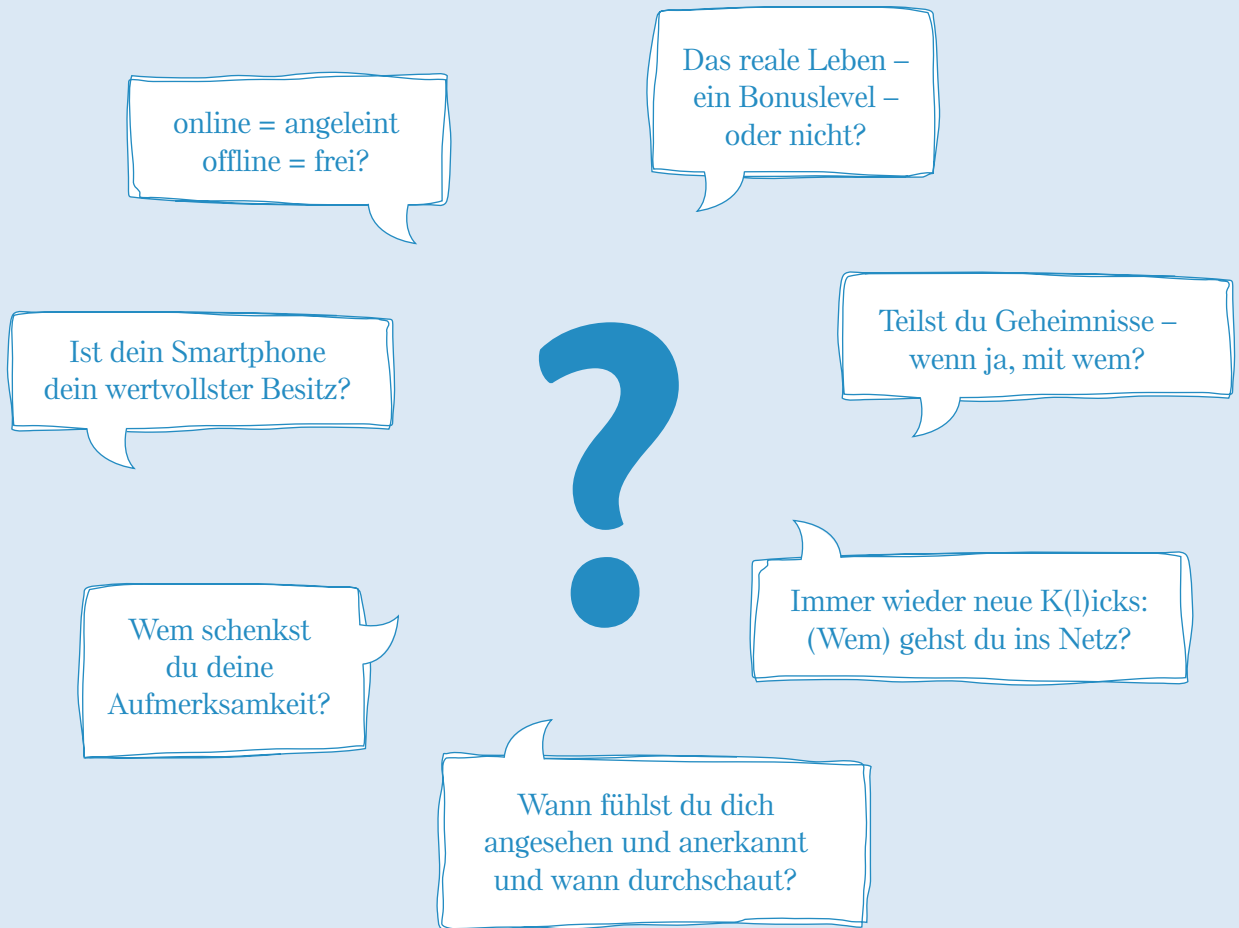 Das reale Leben –
ein Bonuslevel –
oder nicht?
online = angeleint
offline = frei?
Teilst du Geheimnisse –
wenn ja, mit wem?
Ist dein Smartphone
dein wertvollster Besitz?
?
Immer wieder neue K(l)icks:
(Wem) gehst du ins Netz?
Wem schenkst
du deine
Aufmerksamkeit?
Wann fühlst du dich
angesehen und anerkannt
und wann durchschaut?